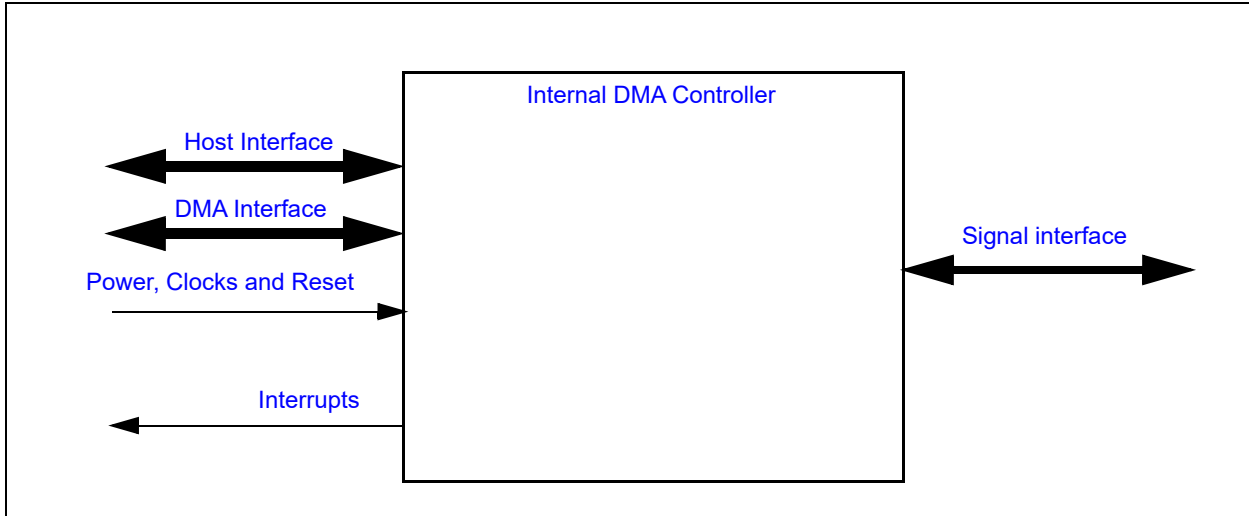 Internal DMA Controller
Host Interface
DMA Interface
Signal interface
Power, Clocks and Reset
Interrupts